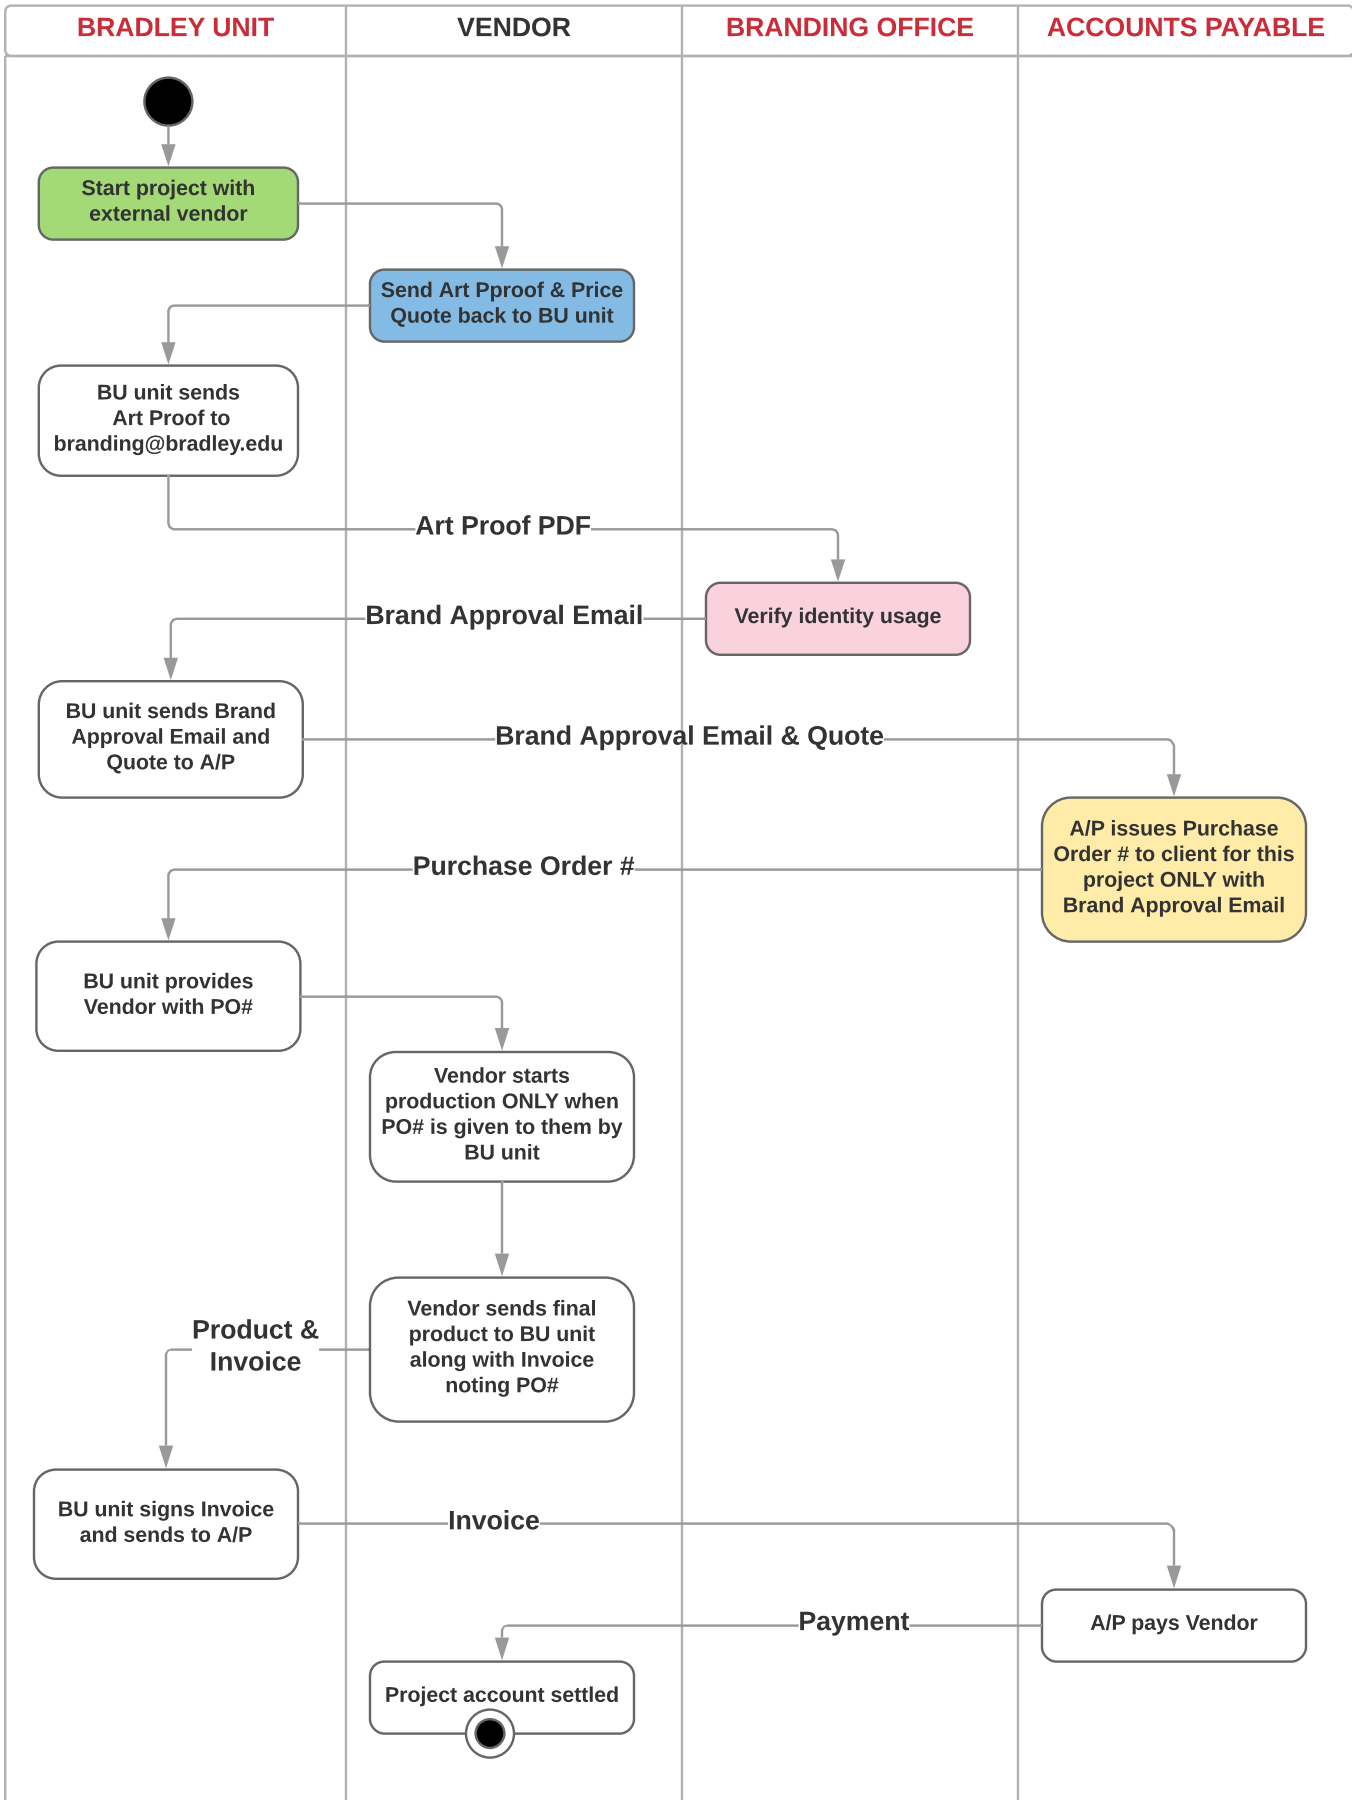 BRADLEY UNIT
VENDOR
BRANDING OFFICE
ACCOUNTS PAYABLE
Start project with
external vendor
Send Art Pproof & Price
Quote back to BU unit
BU unit sends
Art Proof to
branding@bradley.edu
Art Proof PDF
Verify identity usage
Brand Approval Email
BU unit sends Brand
Approval Email and
Quote to A/P
Brand Approval Email & Quote
A/P issues Purchase
Order # to client for this
project ONLY with
Brand Approval Email
Purchase Order #
BU unit provides
Vendor with PO#
Vendor starts
production ONLY when
PO# is given to them by
BU unit
Vendor sends final
product to BU unit
along with Invoice
noting PO#
Product &
Invoice
BU unit signs Invoice
and sends to A/P
Invoice
A/P pays Vendor
Payment
Project account settled